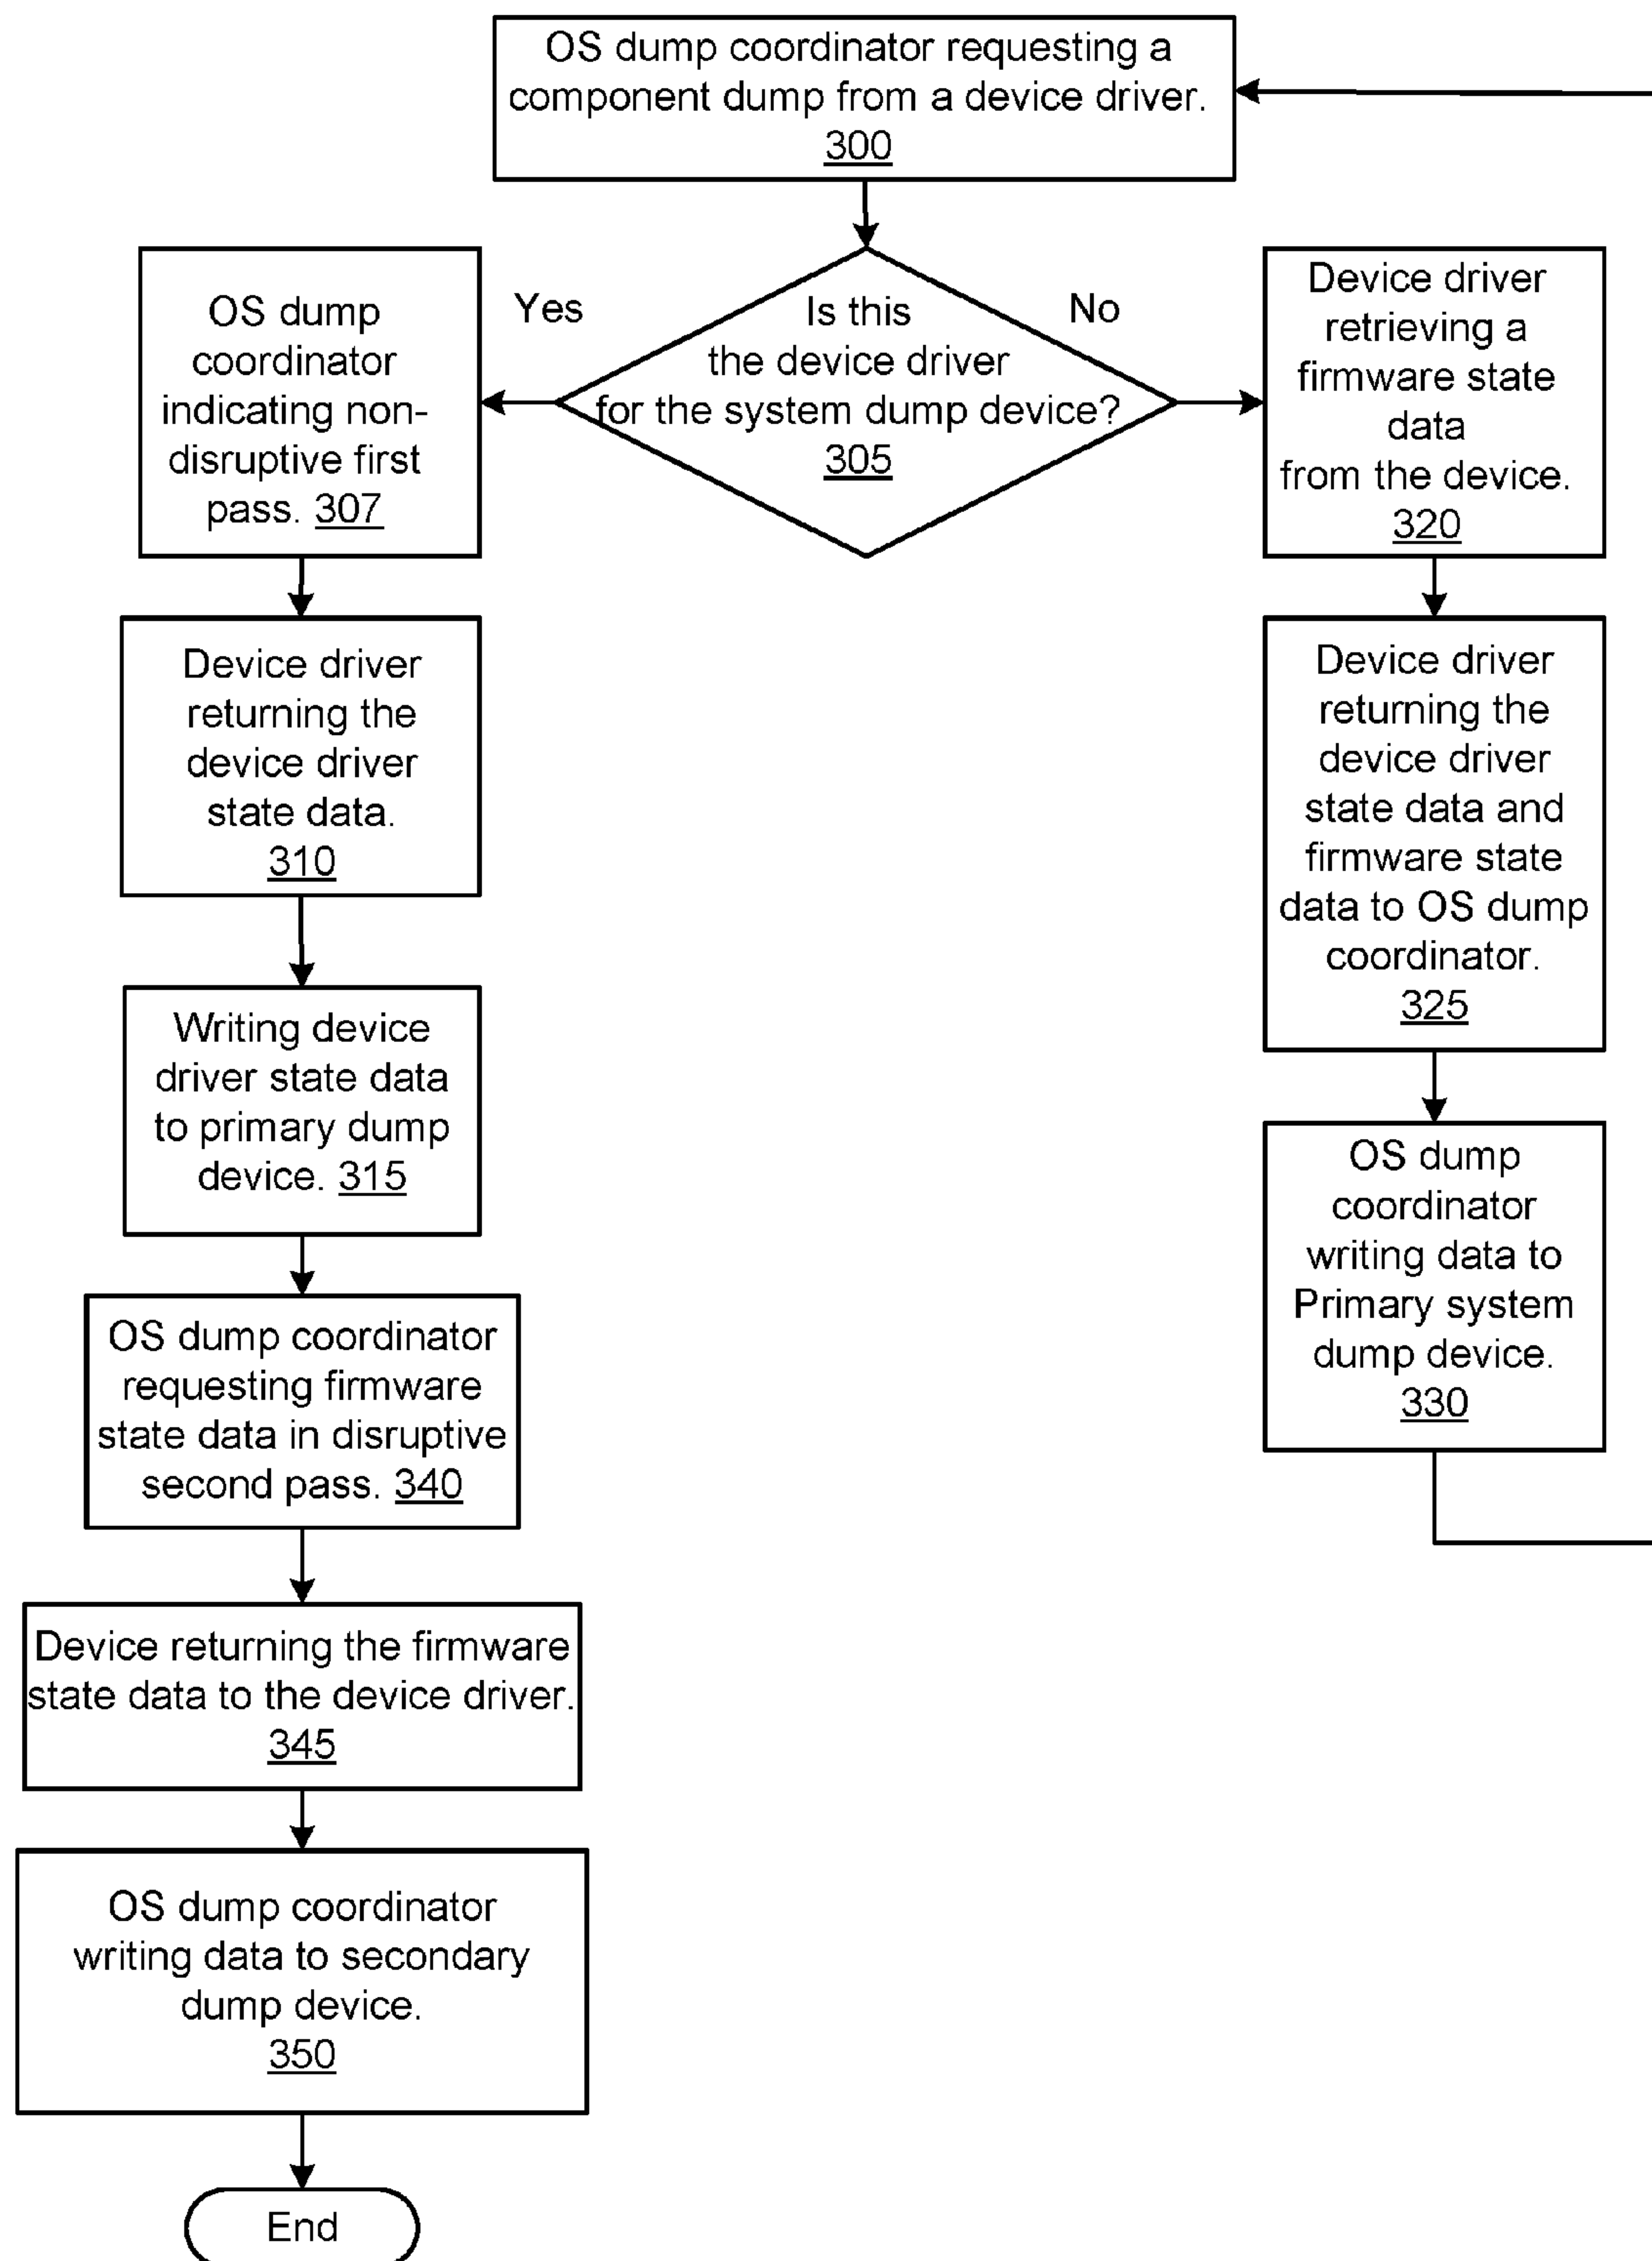 OS dump coordinator requesting a
component dump from a device driver.
300
Yes
Is this
the device driver
for the system dump device?
305
No
OS dump
coordinator
indicating non-
disruptive first
pass. 307
Device driver
returning the
device driver
state data.
310
Writing device
driver state data
to primary dump
device. 315
OS dump coordinator
requesting firmware
state data in disruptive
second pass. 340
Device returning the firmware
state data to the device driver.
345
OS dump coordinator
writing data to secondary
dump device.
350
End
Device driver
retrieving a
firmware state
data
from the device.
320
Device driver
returning the
device driver
state data and
firmware state
data to OS dump
coordinator.
325
OS dump
coordinator
writing data to
Primary system
dump device.
330